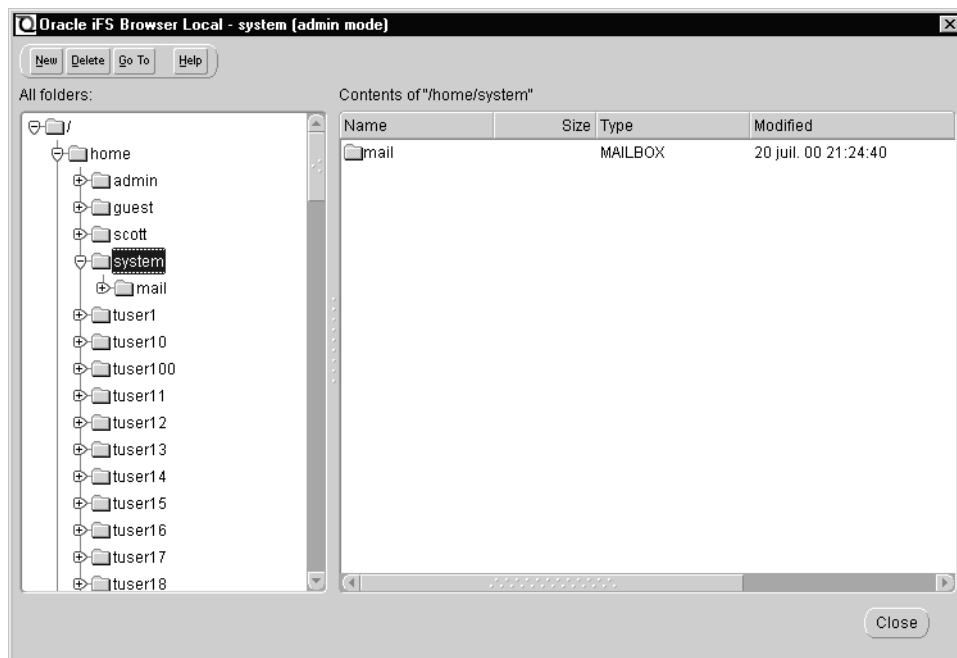 Oracle iFS Browser Local - system (admin mode)
New Delete Go To Help
All folders:
Contents of "/home/system"
/
home
admin
guest
scott
system
mail
tuser1
tuser10
tuser100
tuser11
tuser12
tuser13
tuser14
tuser15
tuser16
tuser17
tuser18
Name Size Type Modified
mail MAILBOX 20 juil. 00 21:24:40
Close